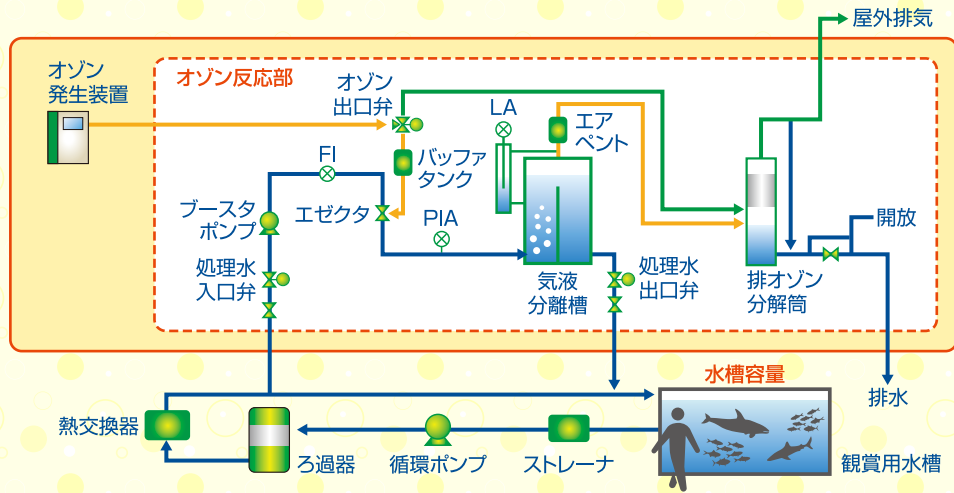 屋外排気
オゾン
発生装置
オゾン反応部
オゾン
出口弁
LA
エア
ベント
FI
バッファ
タンク
ブースタ
ポンプ
エゼクタ
PIA
開放
処理水
入口弁
気液
分離槽
処理水
出口弁
排オゾン
分解筒
水槽容量
排水
熱交換器
ろ過器
循環ポンプ
ストレーナ
観賞用水槽